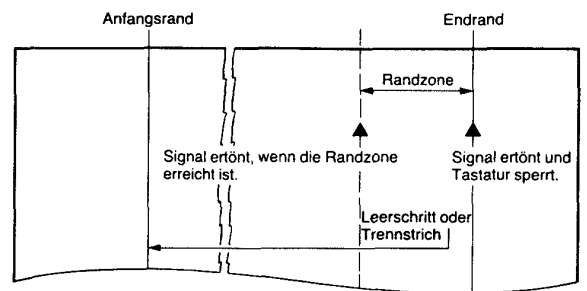 Anfangsrand
Endrand
Randzone
Signal ertönt, wenn die Randzone
erreicht ist.
Signal ertönt und
Tastatur sperrt.
Leerschritt oder
Trennstrich